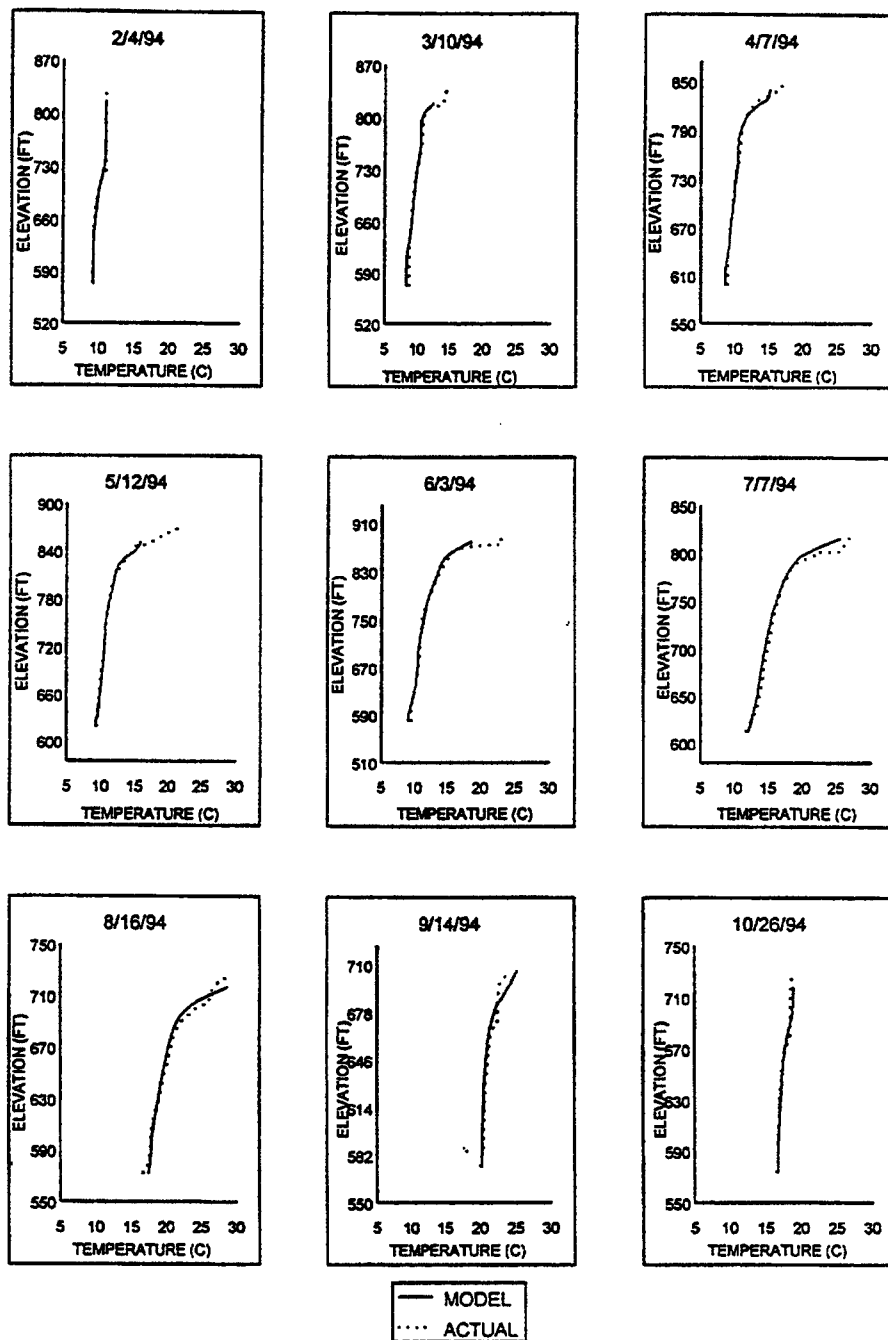 2/4/94
870
800
730
660
590
520
ELEVATION (FT)
5 10 15 20 25 30
TEMPERATURE (C)
3/10/94
870
800
730
660
590
520
ELEVATION (FT)
5 10 15 20 25 30
TEMPERATURE (C)
4/7/94
850
790
730
670
610
550
ELEVATION (FT)
5 10 15 20 25 30
TEMPERATURE (C)
5/12/94
900
840
780
720
660
600
ELEVATION (FT)
5 10 15 20 25 30
TEMPERATURE (C)
6/3/94
910
830
750
670
590
510
ELEVATION (FT)
5 10 15 20 25 30
TEMPERATURE (C)
7/7/94
850
800
750
700
650
600
ELEVATION (FT)
5 10 15 20 25 30
TEMPERATURE (C)
8/16/94
750
710
670
630
590
550
ELEVATION (FT)
5 10 15 20 25 30
TEMPERATURE (C)
9/14/94
710
678
646
614
582
550
ELEVATION (FT)
5 10 15 20 25 30
TEMPERATURE (C)
10/26/94
750
710
670
630
590
550
ELEVATION (FT)
5 10 15 20 25 30
TEMPERATURE (C)
MODEL
ACTUAL